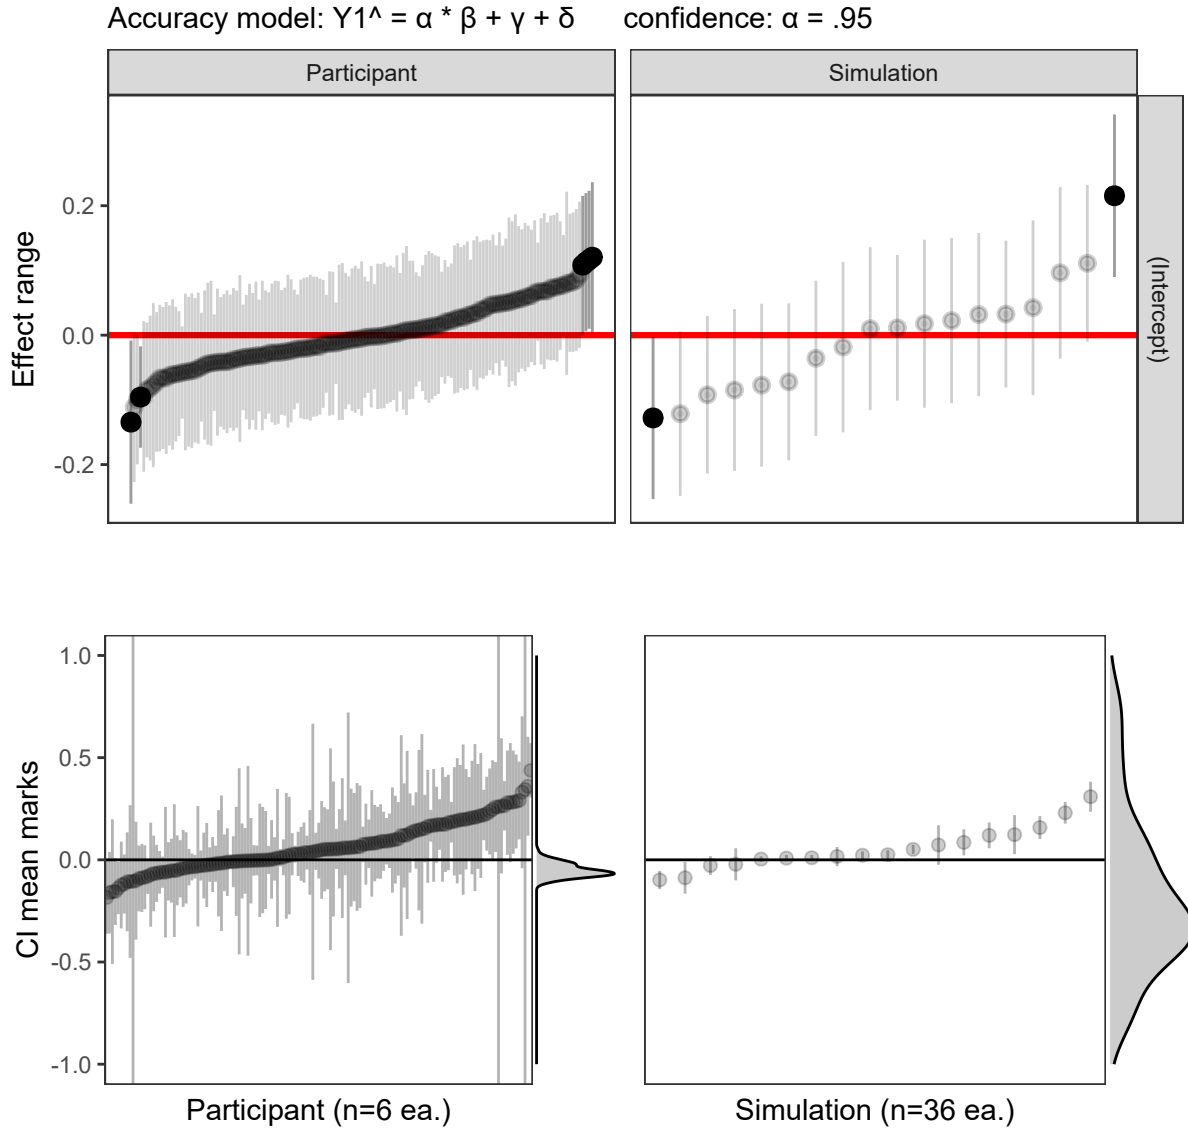 Accuracy model: Y1^ = α * β + γ + δ confidence: α = .95
Participant
Simulation
Effect range
0.2
0.0
-0.2
(Intercept)
CI mean marks
1.0
0.5
0.0
-0.5
-1.0
Participant (n=6 ea.)
Simulation (n=36 ea.)